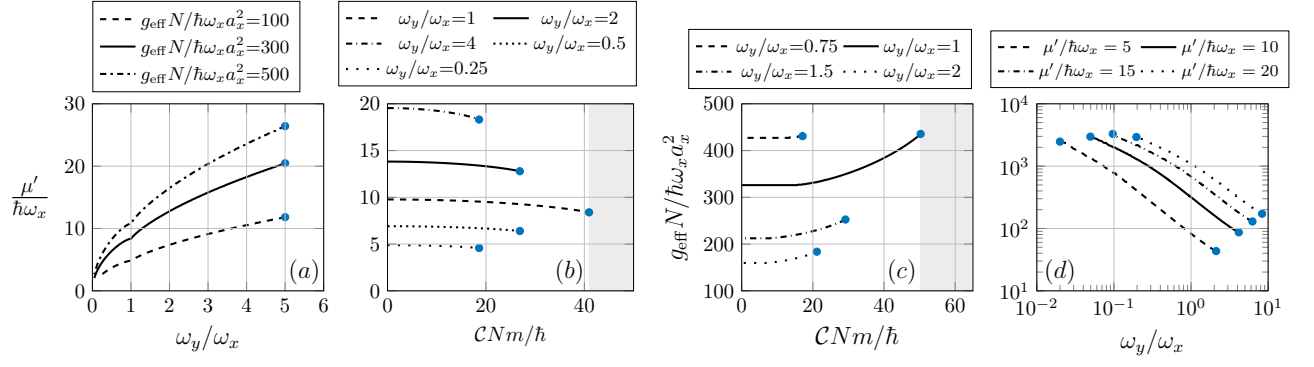 g_eff N/ħω_x a_x^2=100
g_eff N/ħω_x a_x^2=300
g_eff N/ħω_x a_x^2=500
μ′/ħω_x
30
20
10
0
0 1 2 3 4 5 6
ω_y/ω_x
(a)
ω_y/ω_x=1 ω_y/ω_x=2
ω_y/ω_x=4 ω_y/ω_x=0.5
ω_y/ω_x=0.25
20
15
10
5
0
0 20 40
𝒞Nm/ħ
(b)
ω_y/ω_x=0.75 ω_y/ω_x=1
ω_y/ω_x=1.5 ω_y/ω_x=2
g_eff N/ħω_x a_x^2
500
400
300
200
100
0 20 40 60
𝒞Nm/ħ
(c)
μ′/ħω_x = 5 μ′/ħω_x = 10
μ′/ħω_x = 15 μ′/ħω_x = 20
10^4
10^3
10^2
10^1
10^−2 10^−1 10^0 10^1
ω_y/ω_x
(d)